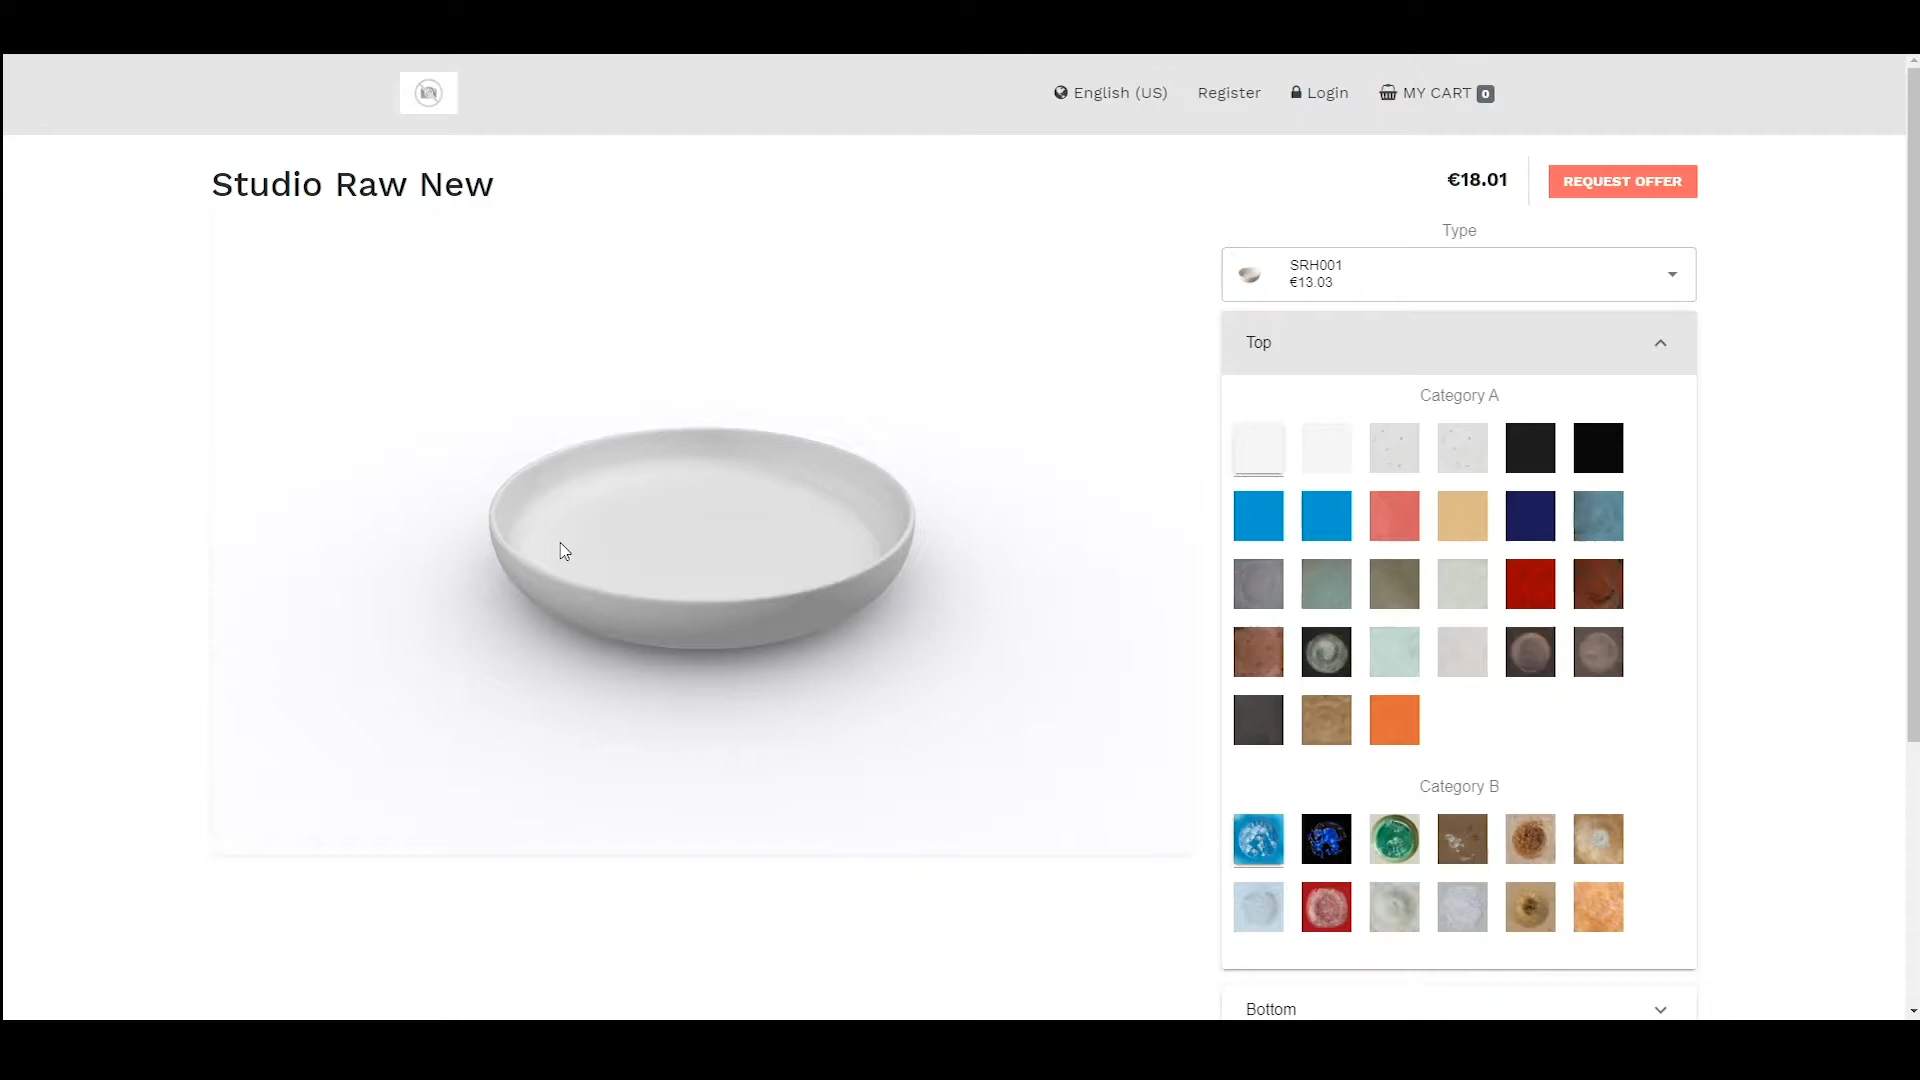 English (US)
Register
Login
MY CART 0
Studio Raw New
€18.01
REQUEST OFFER
Type
SRH001
€13.03
Top
Category A
Category B
Bottom